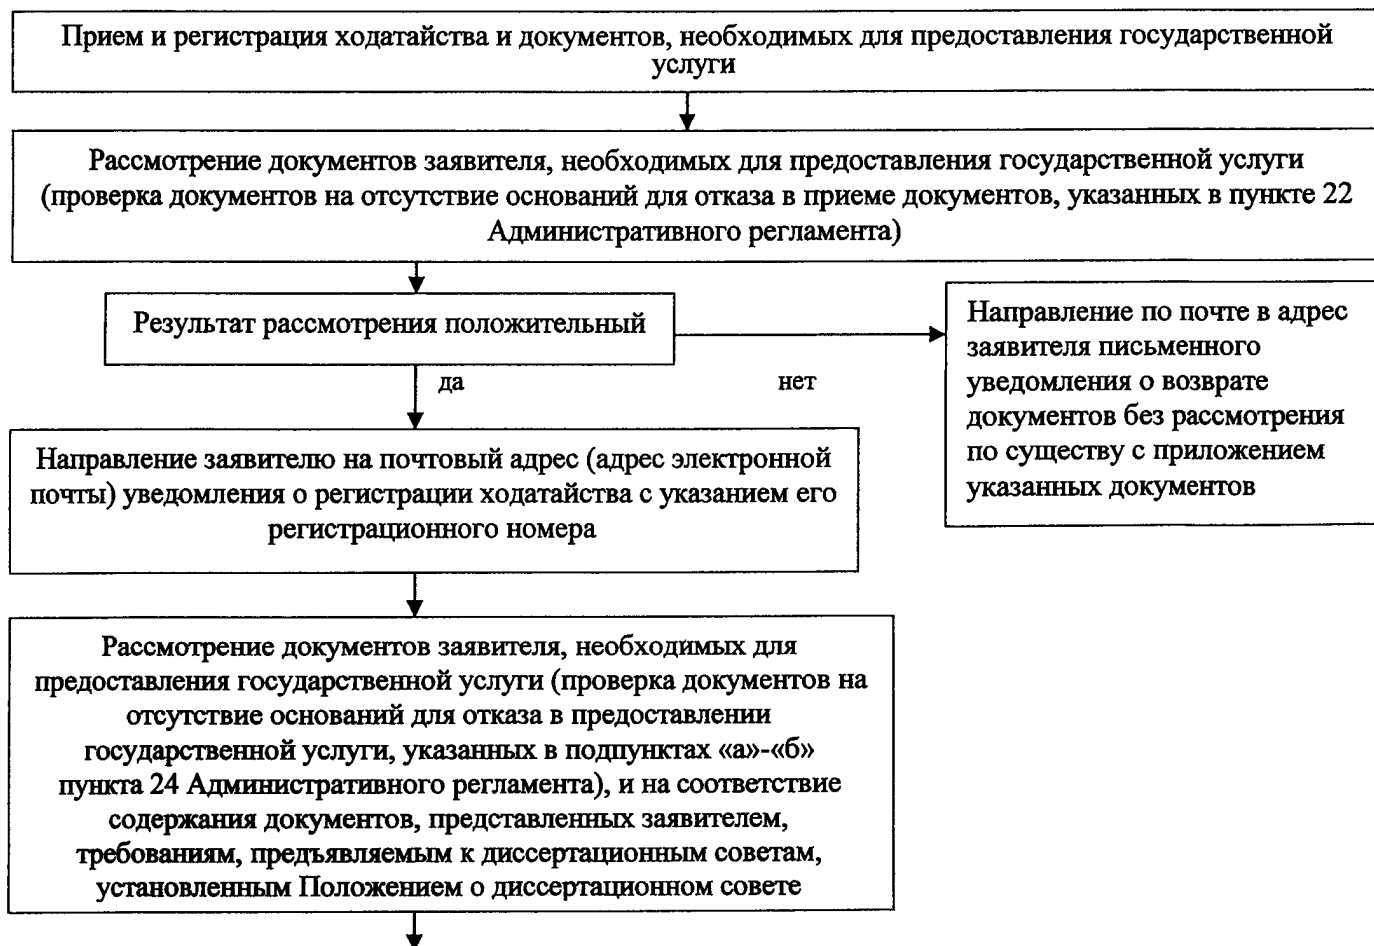 Прием и регистрация ходатайства и документов, необходимых для предоставления государственной
услуги
Рассмотрение документов заявителя, необходимых для предоставления государственной услуги
(проверка документов на отсутствие оснований для отказа в приеме документов, указанных в пункте 22
Административного регламента)
Результат рассмотрения положительный
да
нет
Направление по почте в адрес
заявителя письменного
уведомления о возврате
документов без рассмотрения
по существу с приложением
указанных документов
Направление заявителю на почтовый адрес (адрес электронной
почты) уведомления о регистрации ходатайства с указанием его
регистрационного номера
Рассмотрение документов заявителя, необходимых для
предоставления государственной услуги (проверка документов на
отсутствие оснований для отказа в предоставлении
государственной услуги, указанных в подпунктах «а»-«б»
пункта 24 Административного регламента), и на соответствие
содержания документов, представленных заявителем,
требованиям, предъявляемым к диссертационным советам,
установленным Положением о диссертационном совете